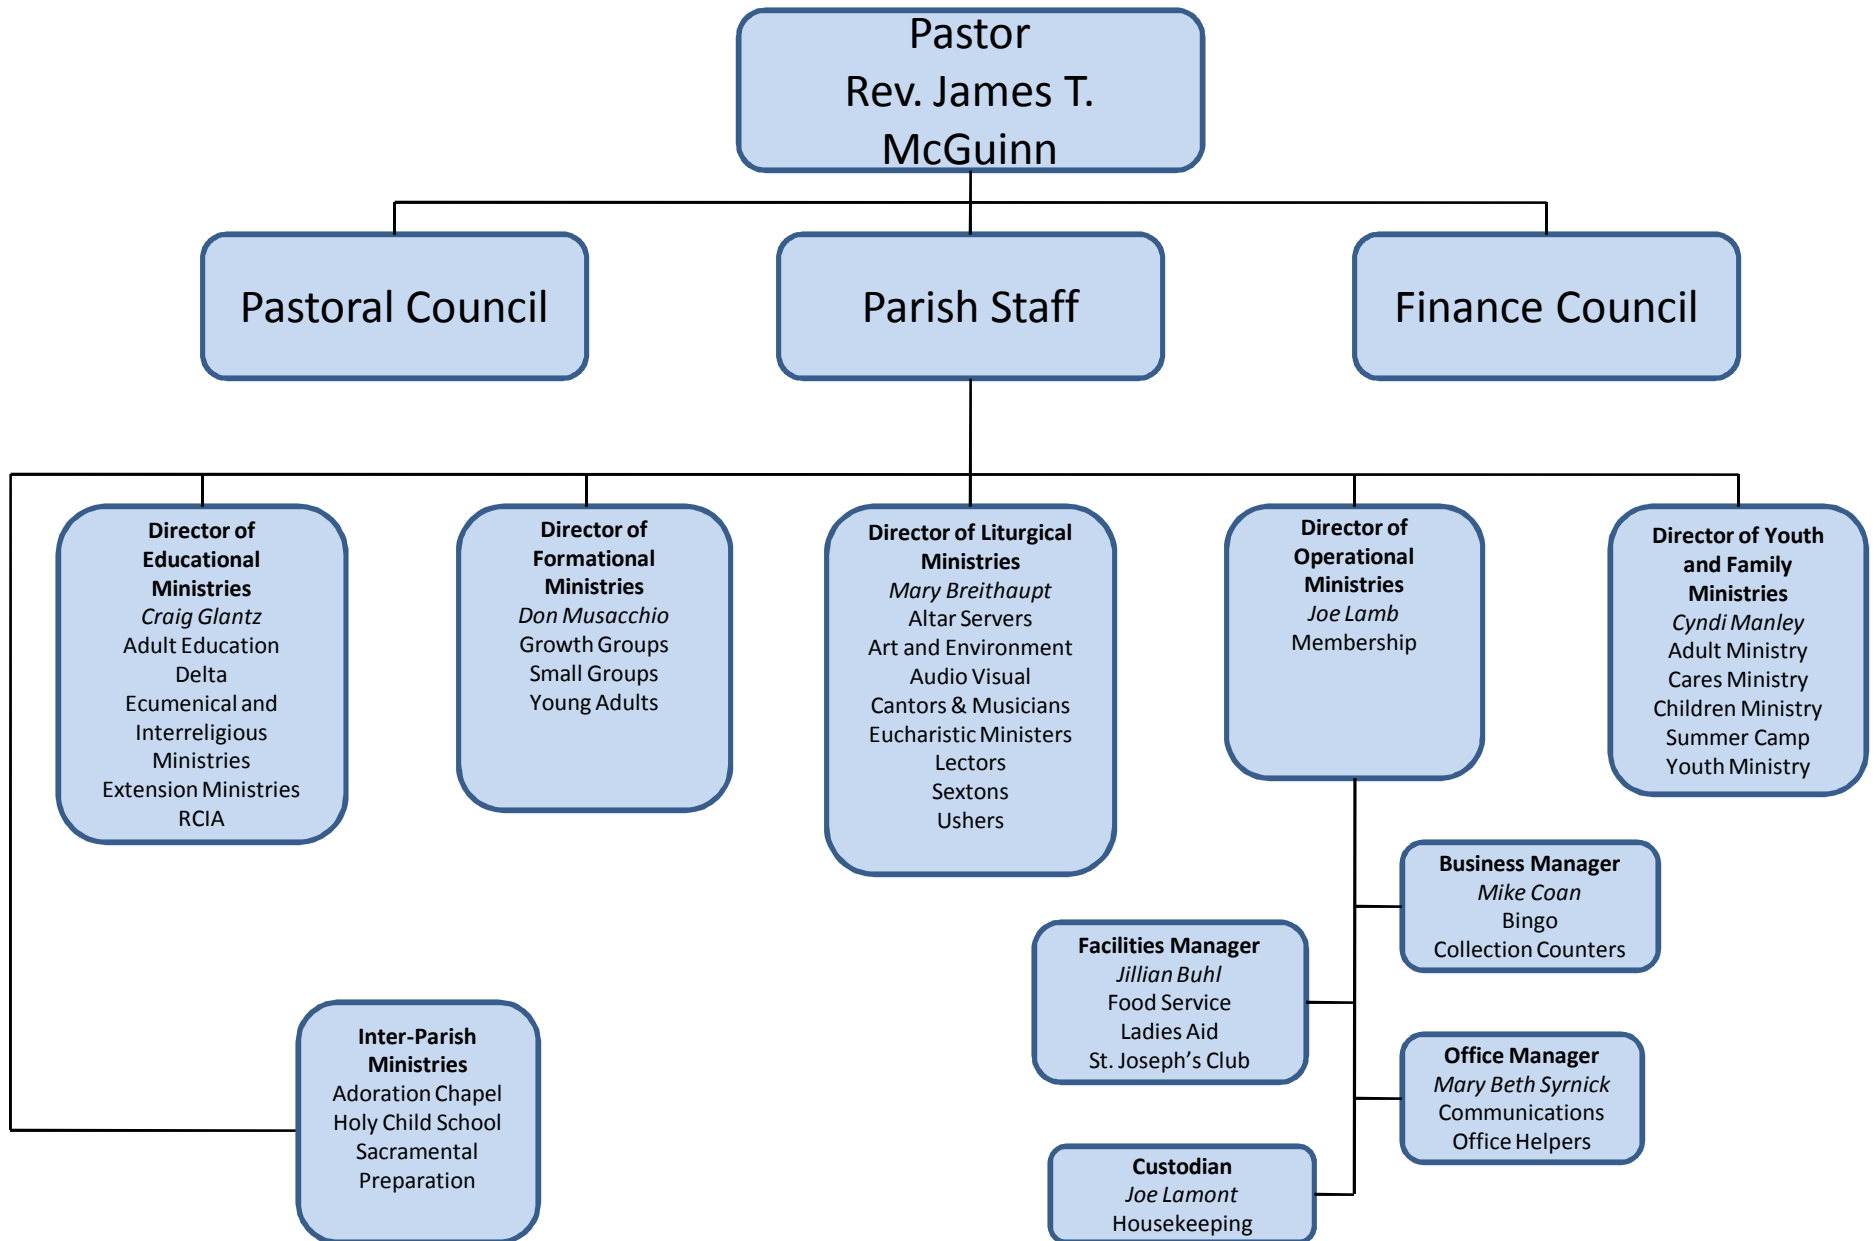 Pastor
Rev. James T.
McGuinn
Pastoral Council
Parish Staff
Finance Council
Director of
Educational
Ministries
Craig Glantz
Adult Education
Delta
Ecumenical and
Interreligious
Ministries
Extension Ministries
RCIA
Director of
Formational
Ministries
Don Musacchio
Growth Groups
Small Groups
Young Adults
Director of Liturgical
Ministries
Mary Breithaupt
Altar Servers
Art and Environment
Audio Visual
Cantors & Musicians
Eucharistic Ministers
Lectors
Sextons
Ushers
Director of
Operational
Ministries
Joe Lamb
Membership
Director of Youth
and Family
Ministries
Cyndi Manley
Adult Ministry
Cares Ministry
Children Ministry
Summer Camp
Youth Ministry
Business Manager
Mike Coan
Bingo
Collection Counters
Facilities Manager
Jillian Buhl
Food Service
Ladies Aid
St. Joseph’s Club
Inter-Parish
Ministries
Adoration Chapel
Holy Child School
Sacramental
Preparation
Office Manager
Mary Beth Syrnick
Communications
Office Helpers
Custodian
Joe Lamont
Housekeeping